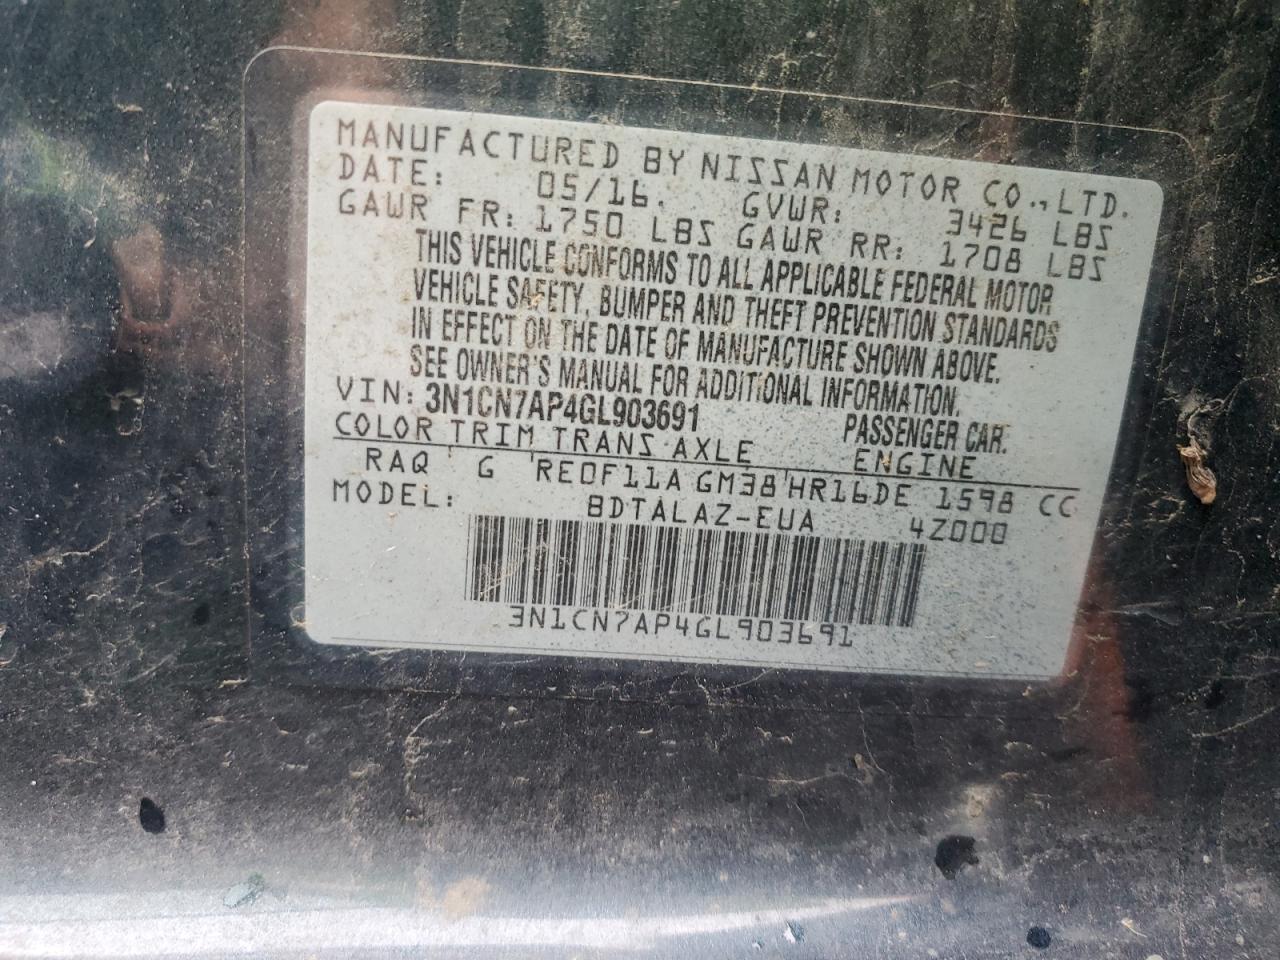 MANUFACTURED BY NISSAN MOTOR CO.,LTD.
DATE: 05/16. GVWR: 3426 LBS
GAWR FR: 1750 LBS GAWR RR: 1708 LBS
THIS VEHICLE CONFORMS TO ALL APPLICABLE FEDERAL MOTOR
VEHICLE SAFETY, BUMPER AND THEFT PREVENTION STANDARDS
IN EFFECT ON THE DATE OF MANUFACTURE SHOWN ABOVE.
SEE OWNER'S MANUAL FOR ADDITIONAL INFORMATION.
VIN: 3N1CN7AP4GL903691 PASSENGER CAR.
COLOR TRIM TRANS AXLE ENGINE
RAQ G RE0F11A GM38 HR16DE 1598 CC
MODEL: BDTALAZ-EUA 4Z000
3N1CN7AP4GL903691